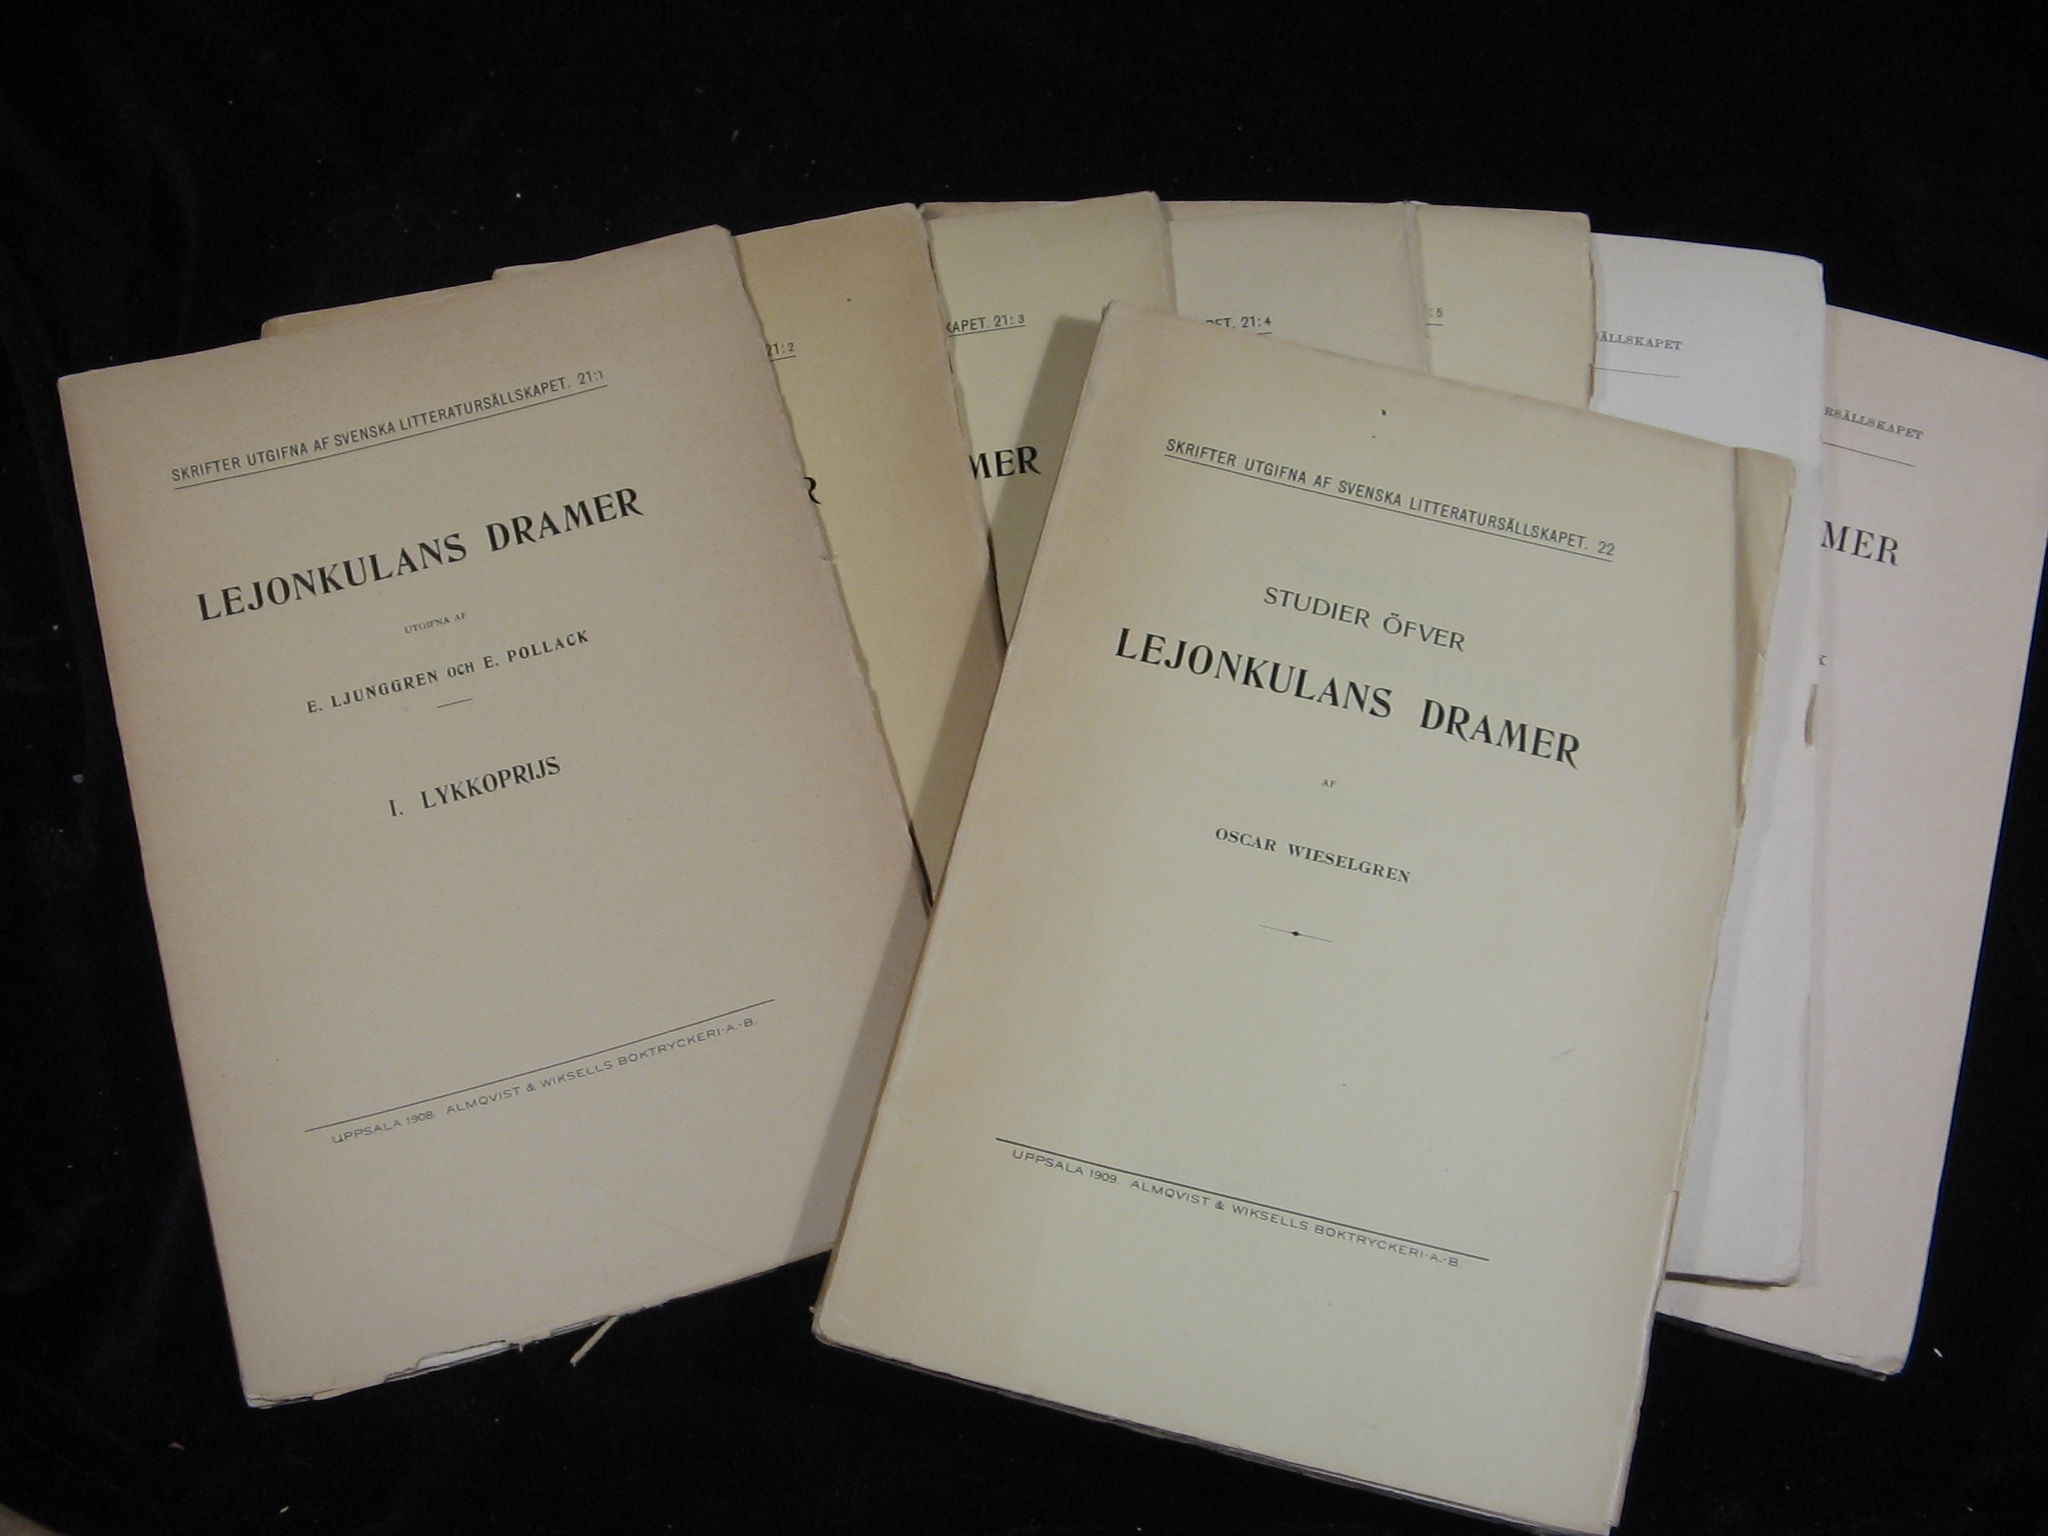 SKRIFTER UTGIFNA AF SVENSKA LITTERATURSÄLLSKAPET. 21:1
LEJONKULANS DRAMER
UTGIFNA AF
E. LJUNGGREN OCH E. POLLACK
I. LYKKOPRIJS
UPPSALA 1908. ALMQVIST & WIKSELLS BOKTRYCKERI-A.-B.
21:2
R
KAPET. 21:3
MER
PET. 21:4
:5
SKRIFTER UTGIFNA AF SVENSKA LITTERATURSÄLLSKAPET. 22
STUDIER ÖFVER
LEJONKULANS DRAMER
AF
OSCAR WIESELGREN
UPPSALA 1909. ALMQVIST & WIKSELLS BOKTRYCKERI-A.-B
SÄLLSKAPET
RSÄLLSKAPET
MER
K